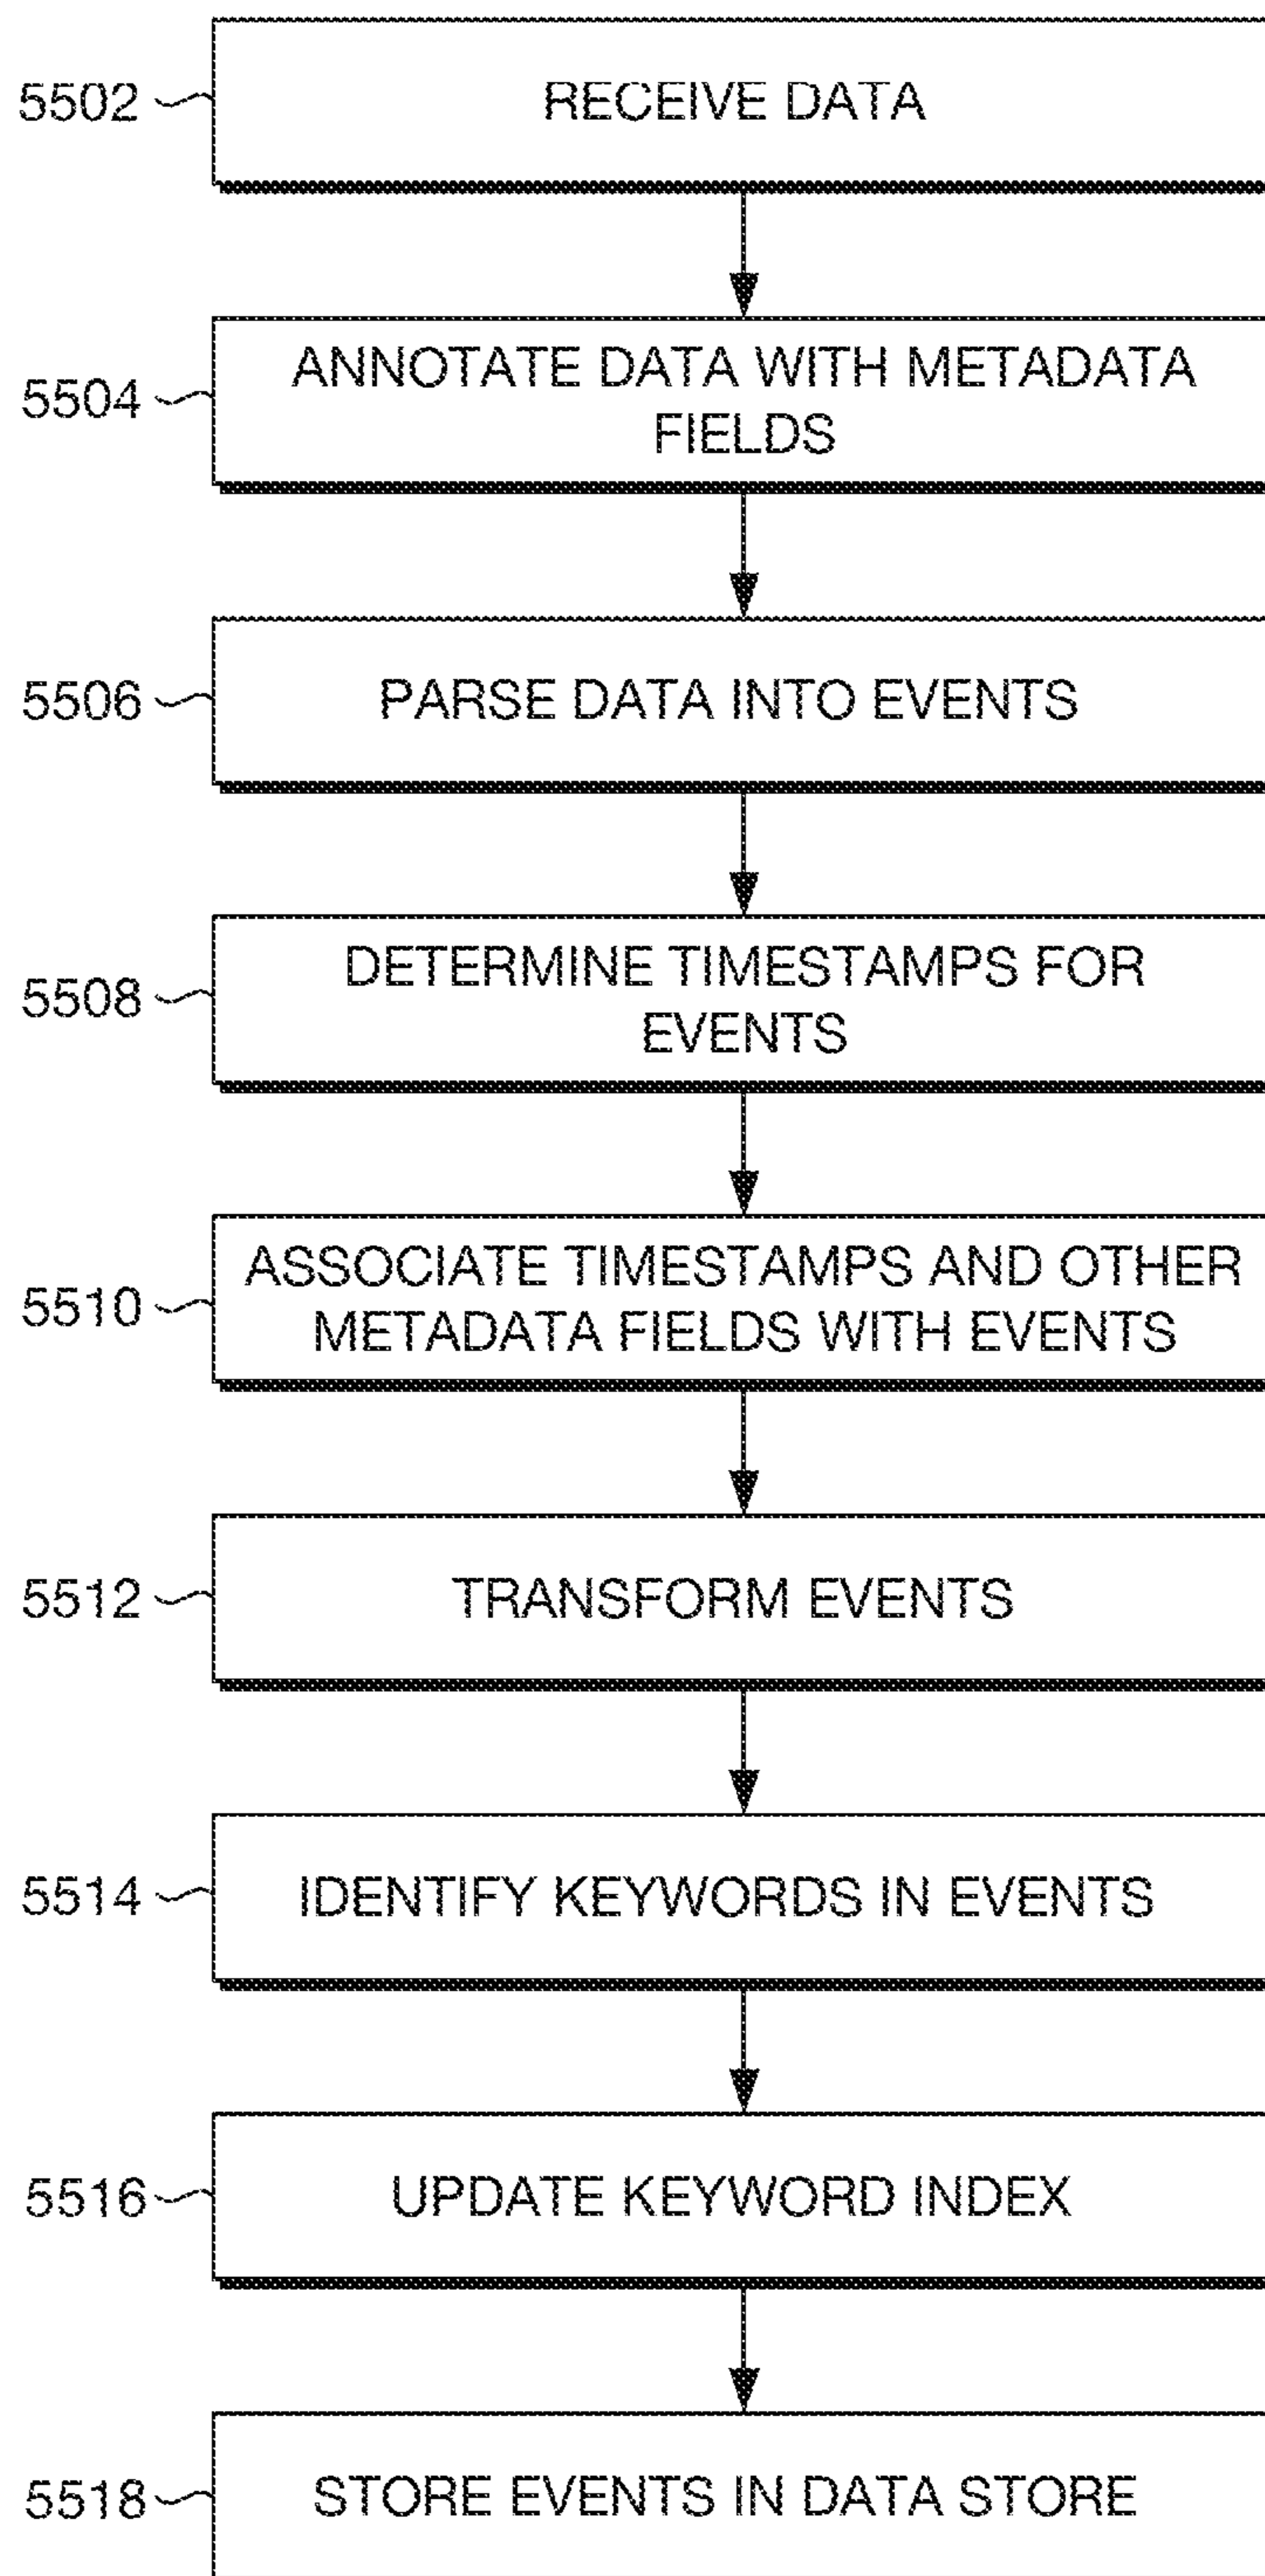 5502
RECEIVE DATA
5504
ANNOTATE DATA WITH METADATA
FIELDS
5506
PARSE DATA INTO EVENTS
5508
DETERMINE TIMESTAMPS FOR
EVENTS
5510
ASSOCIATE TIMESTAMPS AND OTHER
METADATA FIELDS WITH EVENTS
5512
TRANSFORM EVENTS
5514
IDENTIFY KEYWORDS IN EVENTS
5516
UPDATE KEYWORD INDEX
5518
STORE EVENTS IN DATA STORE